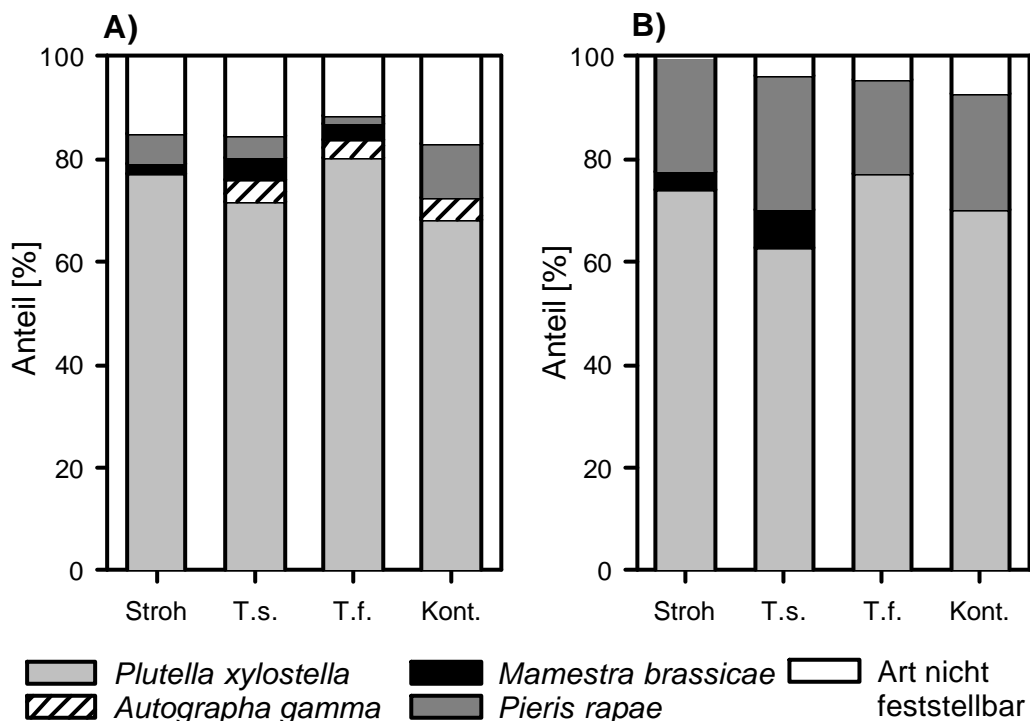 A)
B)
100
80
60
40
20
0
Anteil [%]
Stroh T.s. T.f. Kont.
100
80
60
40
20
0
Anteil [%]
Stroh T.s. T.f. Kont.
Plutella xylostella
Mamestra brassicae
Art nicht
feststellbar
Autographa gamma
Pieris rapae